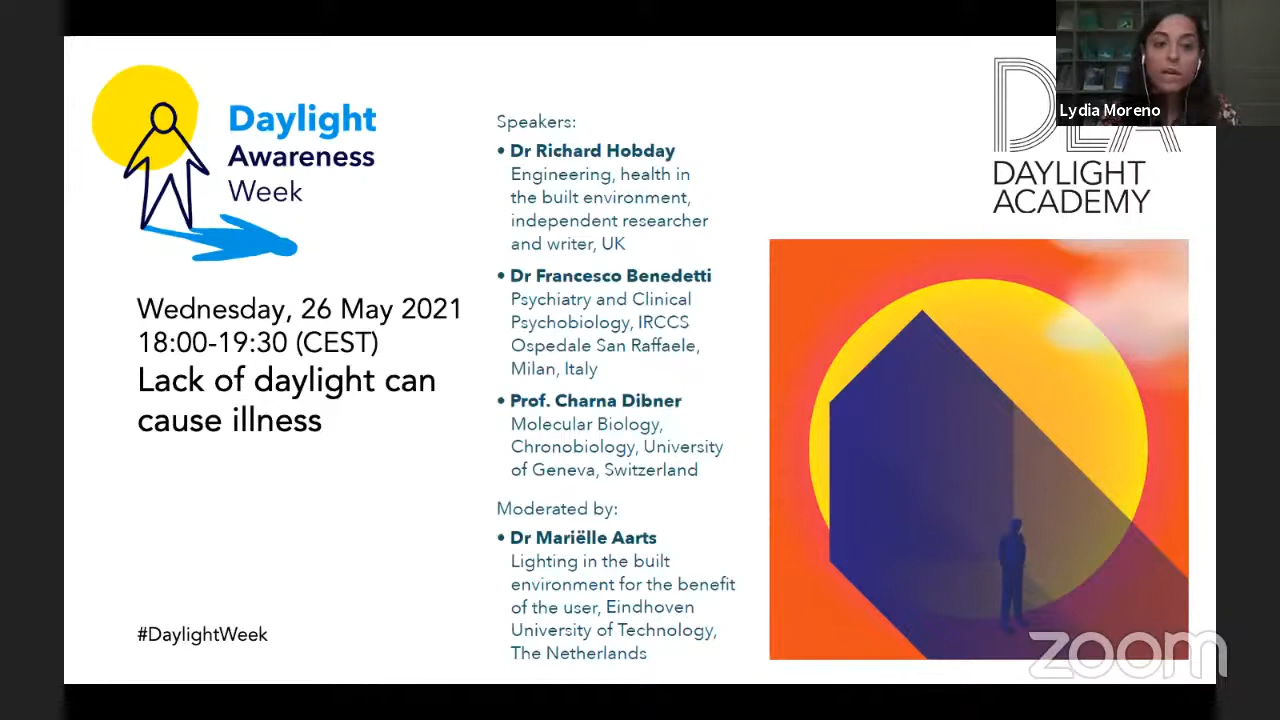 Daylight
Awareness
Week
Wednesday, 26 May 2021
18:00-19:30 (CEST)
Lack of daylight can
cause illness
#DaylightWeek
Speakers:
• Dr Richard Hobday
Engineering, health in
the built environment,
independent researcher
and writer, UK
• Dr Francesco Benedetti
Psychiatry and Clinical
Psychobiology, IRCCS
Ospedale San Raffaele,
Milan, Italy
• Prof. Charna Dibner
Molecular Biology,
Chronobiology, University
of Geneva, Switzerland
Moderated by:
• Dr Mariëlle Aarts
Lighting in the built
environment for the benefit
of the user, Eindhoven
University of Technology,
The Netherlands
Lydia Moreno
DLA
DAYLIGHT
ACADEMY
zoom